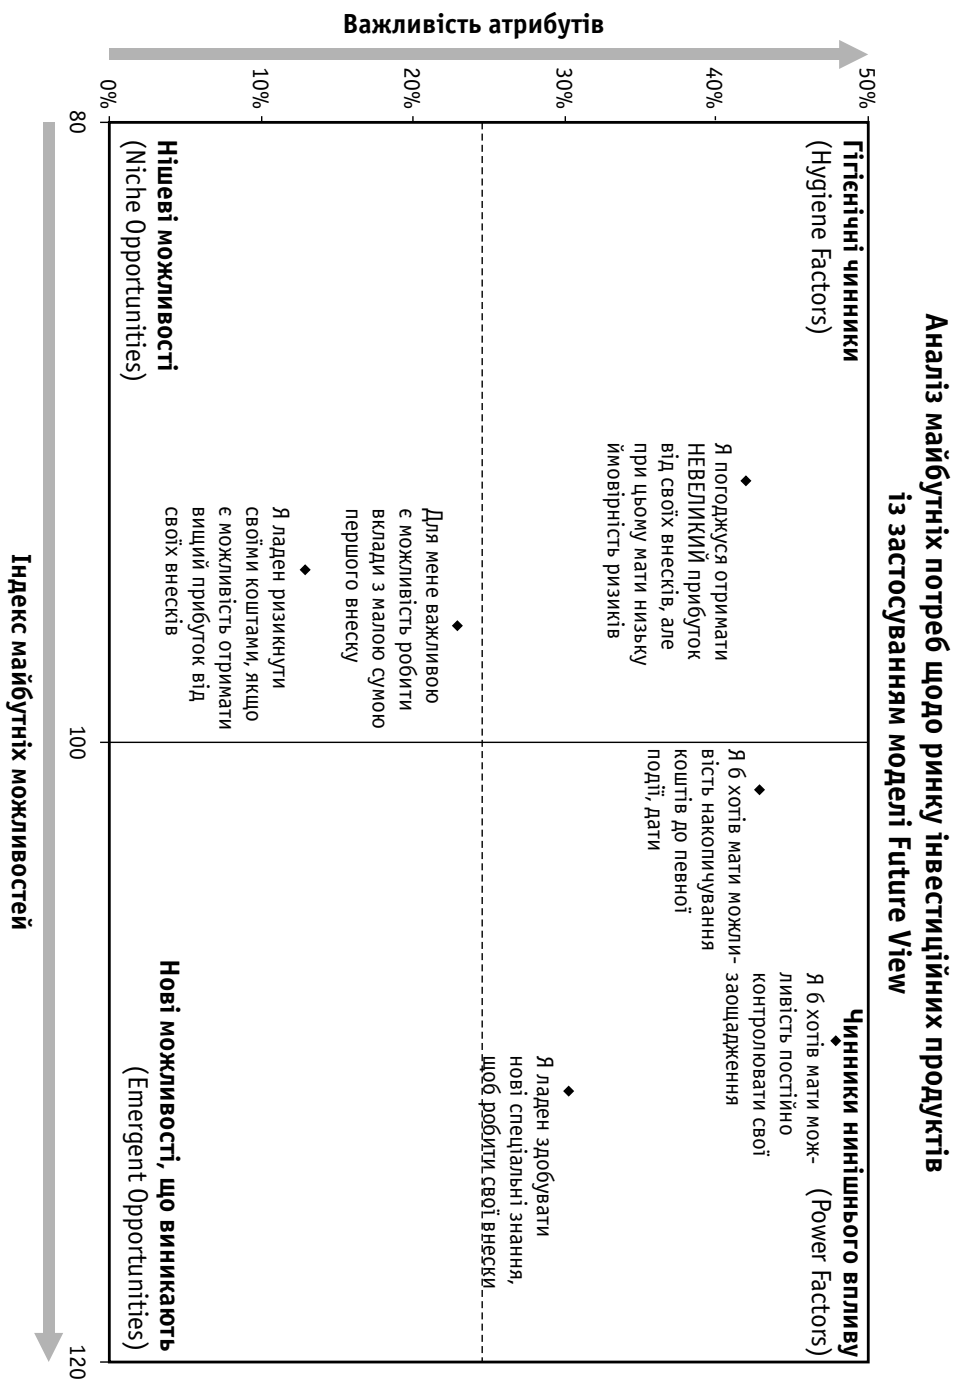 Аналіз майбутніх потреб щодо ринку інвестиційних продуктів
із застосуванням моделі Future View
Важливість атрибутів
50%
40%
30%
20%
10%
0%
Гігієнічні чинники
(Hygiene Factors)
Чинники нинішнього впливу
(Power Factors)
Я погоджуся отримати
НЕВЕЛИКИЙ прибуток
від своїх внесків, але
при цьому мати низьку
ймовірність ризиків
Я б хотів мати можли-
вість накопичування
коштів до певної
події, дати
Я б хотів мати мож-
ливість постійно
контролювати свої
заощадження
Я ладен здобувати
нові спеціальні знання,
щоб робити свої внески
Для мене важливою
є можливість робити
вклади з малою сумою
першого внеску
Я ладен ризикнути
своїми коштами, якщо
є можливість отримати
вищий прибуток від
своїх внесків
Нішеві можливості
(Niche Opportunities)
Нові можливості, що виникають
(Emergent Opportunities)
80
100
120
Індекс майбутніх можливостей